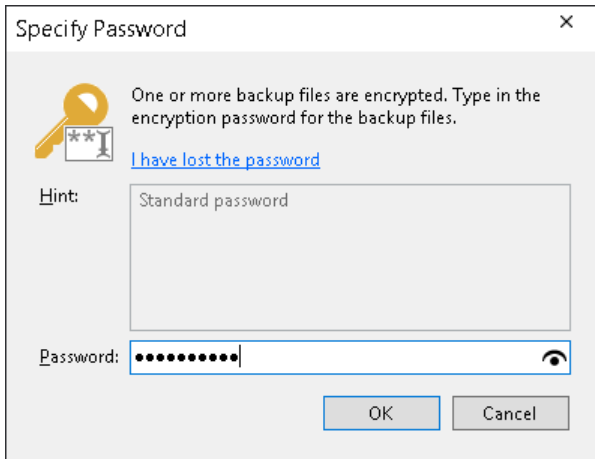 Specify Password
One or more backup files are encrypted. Type in the
encryption password for the backup files.
**
I have lost the password
Hint:
Standard password
Password: ●●●●●●●●●●
OK
Cancel